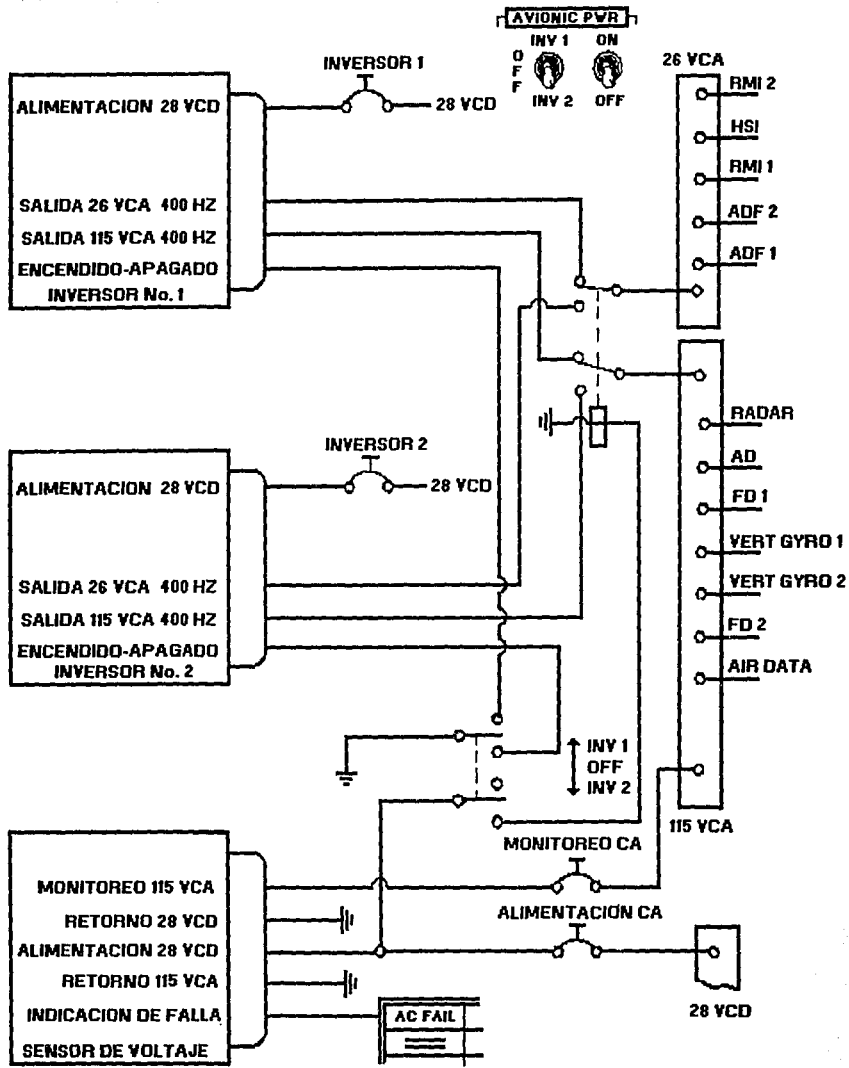 AVIONIC PWR
INV 1 ON
OFF
INV 2 OFF
INVERSOR 1
28 VCD
ALIMENTACION 28 VCD
SALIDA 26 VCA 400 HZ
SALIDA 115 VCA 400 HZ
ENCENDIDO-APAGADO
INVERSOR No. 1
26 VCA
RMI 2
HSI
RMI 1
ADF 2
ADF 1
INVERSOR 2
28 VCD
ALIMENTACION 28 VCD
SALIDA 26 VCA 400 HZ
SALIDA 115 VCA 400 HZ
ENCENDIDO-APAGADO
INVERSOR No. 2
RADAR
AD
FD 1
VERT GYRO 1
VERT GYRO 2
FD 2
AIR DATA
115 VCA
INV 1
OFF
INV 2
MONITOREO CA
ALIMENTACIÓN CA
28 VCD
MONITOREO 115 VCA
RETORNO 28 VCD
ALIMENTACION 28 VCD
RETORNO 115 VCA
INDICACION DE FALLA
SENSOR DE VOLTAJE
AC FAIL